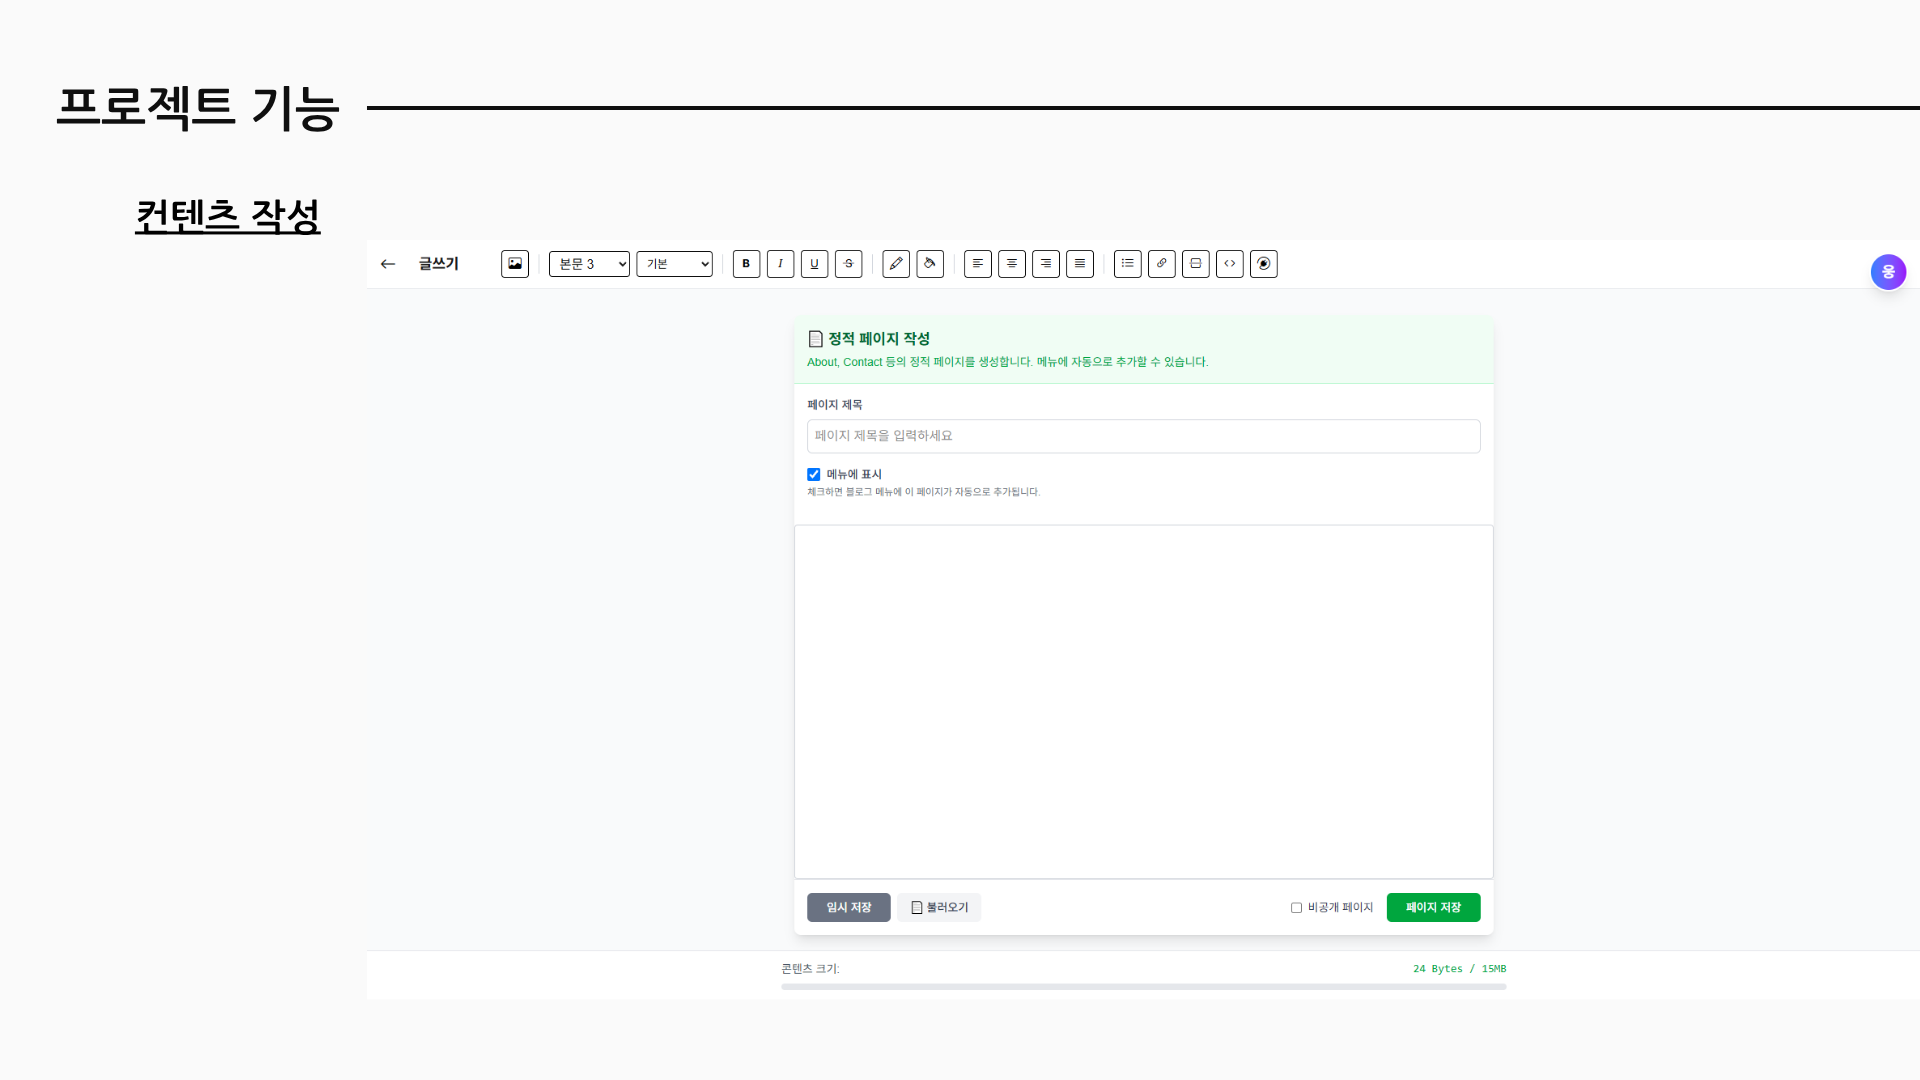 프로젝트 기능
컨텐츠 작성
글쓰기 본문 3 기본 B I U S
웅
정적 페이지 작성
About, Contact 등의 정적 페이지를 생성합니다. 메뉴에 자동으로 추가할 수 있습니다.
페이지 제목
페이지 제목을 입력하세요
메뉴에 표시
체크하면 블로그 메뉴에 이 페이지가 자동으로 추가됩니다.
임시 저장 불러오기 비공개 페이지 페이지 저장
콘텐츠 크기: 24 Bytes / 15MB